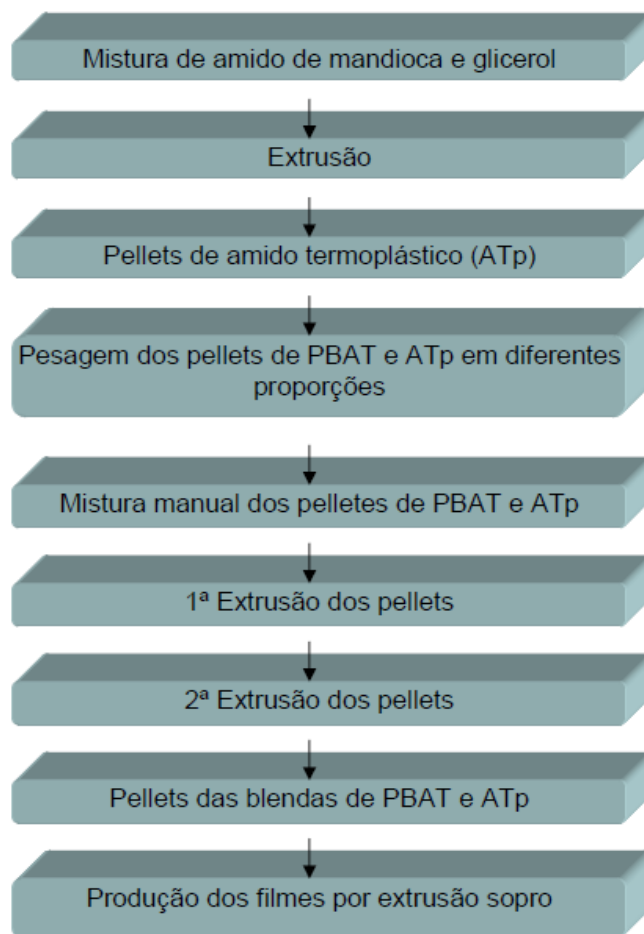 Mistura de amido de mandioca e glicerol
Extrusão
Pellets de amido termoplástico (ATp)
Pesagem dos pellets de PBAT e ATp em diferentes
proporções
Mistura manual dos pelletes de PBAT e ATp
1ª Extrusão dos pellets
2ª Extrusão dos pellets
Pellets das blendas de PBAT e ATp
Produção dos filmes por extrusão sopro